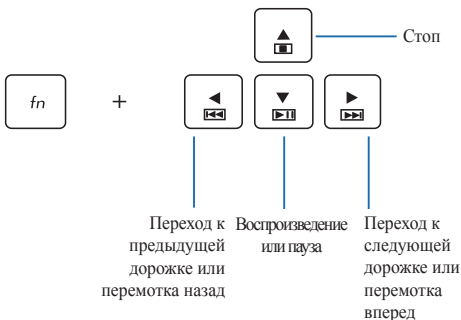 Стоп
fn
+
Переход к
предыдущей
дорожке или
перемотка назад
Воспроизведение
или пауза
Переход к
следующей
дорожке или
перемотка
вперед